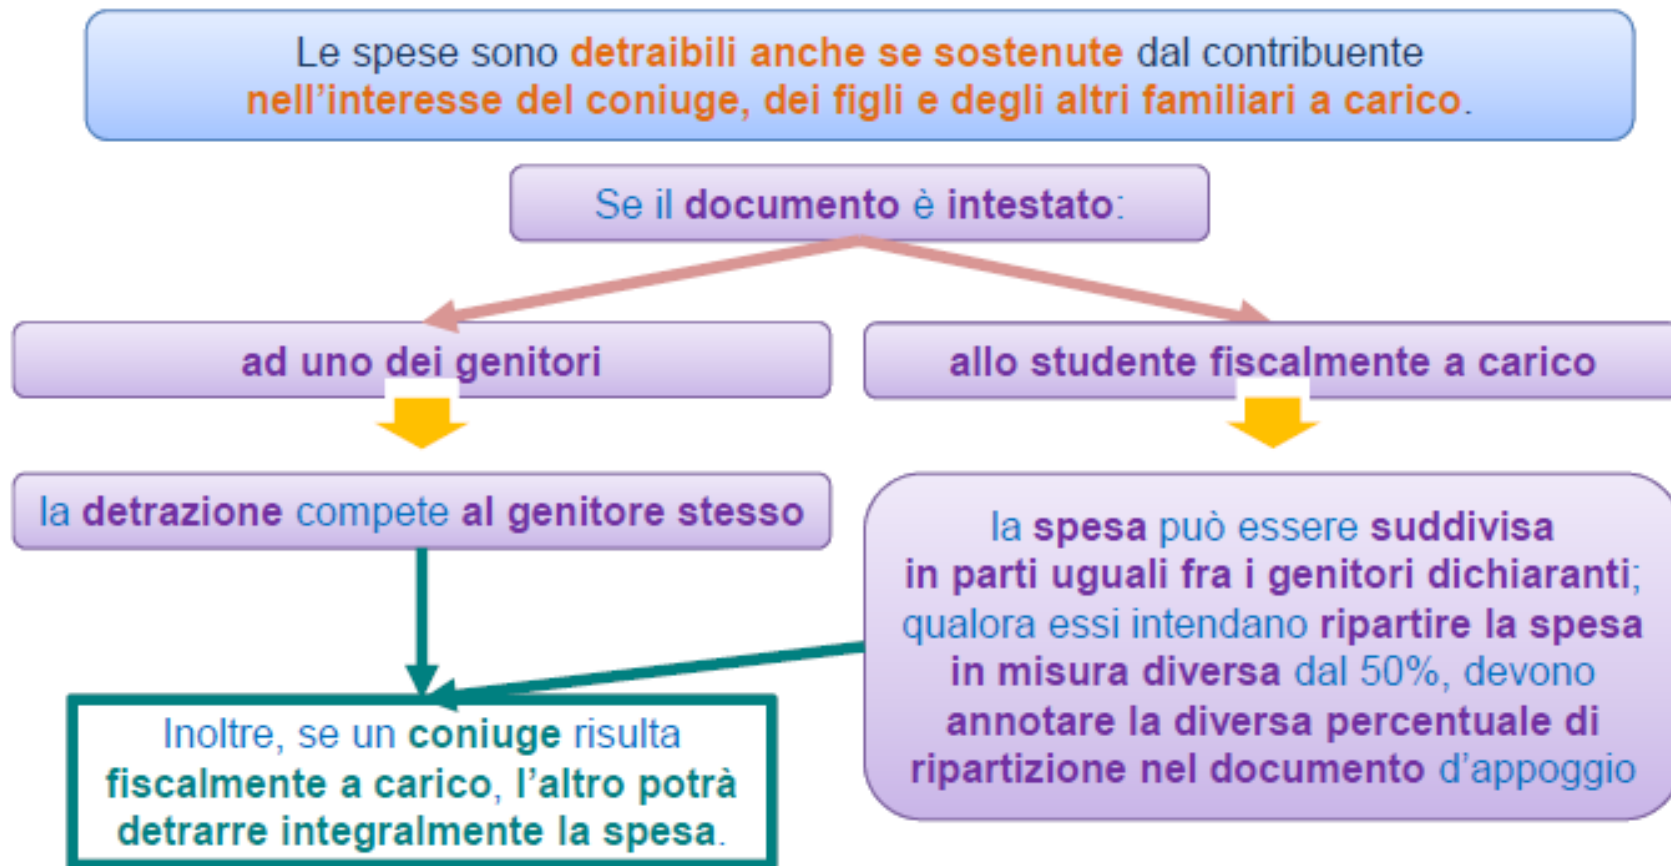 Le spese sono detraibili anche se sostenute dal contribuente
nell'interesse del coniuge, dei figli e degli altri familiari a carico.
Se il documento è intestato:
ad uno dei genitori
allo studente fiscalmente a carico
la detrazione compete al genitore stesso
la spesa può essere suddivisa
in parti uguali fra i genitori dichiaranti;
qualora essi intendano ripartire la spesa
in misura diversa dal 50%, devono
annotare la diversa percentuale di
ripartizione nel documento d'appoggio
Inoltre, se un coniuge risulta
fiscalmente a carico, l'altro potrà
detrarre integralmente la spesa.